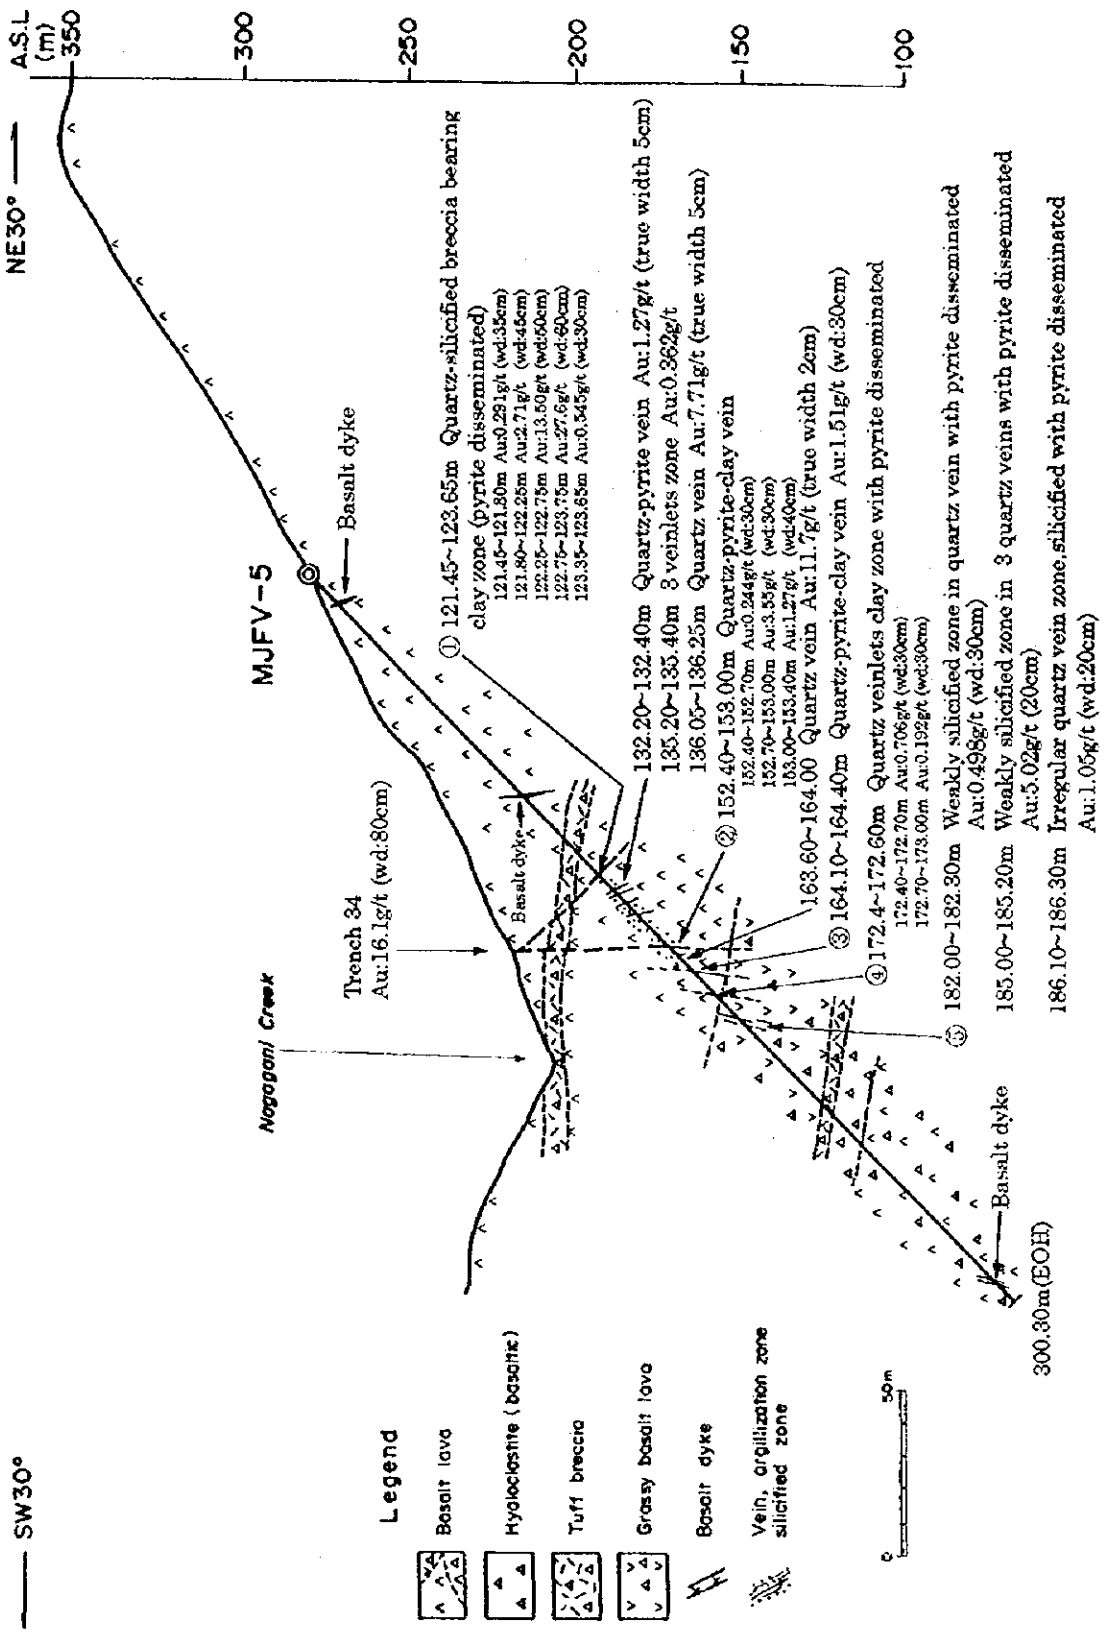 SW30°
NE30°
A.S.L
(m)
350
300
250
200
150
100
MJFV-5
Basalt dyke
Trench 34
Au:16.1g/t (wd:80cm)
Basalt dyke
Nagagani Creek
① 121.45~123.65m Quartz-silicified breccia bearing
clay zone (pyrite disseminated)
121.45~121.80m Au:0.291g/t (wd:35cm)
121.80~122.25m Au:2.71g/t (wd:45cm)
122.25~122.75m Au:13.50g/t (wd:50cm)
122.75~123.75m Au:27.6g/t (wd:60cm)
123.35~123.65m Au:0.545g/t (wd:30cm)
132.20~132.40m Quartz-pyrite vein Au:1.27g/t (true width 5cm)
135.20~135.40m 3 veinlets zone Au:0.362g/t
136.05~136.25m Quartz vein Au:7.71g/t (true width 5cm)
② 152.40~153.00m Quartz-pyrite-clay vein
152.40~152.70m Au:0.244g/t (wd:30cm)
152.70~153.00m Au:3.55g/t (wd:30cm)
153.00~153.40m Au:1.27g/t (wd:40cm)
163.60~164.00 Quartz vein Au:11.7g/t (true width 2cm)
③ 164.10~164.40m Quartz-pyrite-clay vein Au:1.51g/t (wd:30cm)
④ 172.4~172.60m Quartz veinlets clay zone with pyrite disseminated
172.40~172.70m Au:0.706g/t (wd:30cm)
172.70~173.00m Au:0.192g/t (wd:30cm)
⑤ 182.00~182.30m Weakly silicified zone in quartz vein with pyrite disseminated
Au:0.498g/t (wd:30cm)
185.00~185.20m Weakly silicified zone in 3 quartz veins with pyrite disseminated
Au:5.02g/t (20cm)
186.10~186.30m Irregular quartz vein zone,silicified with pyrite disseminated
Au:1.05g/t (wd:20cm)
Basalt dyke
300.30m(EOH)
Legend
Basalt lava
Hyaloclastite (basaltic)
Tuff breccia
Grassy basalt lava
Basalt dyke
Vein, argillization zone
silicified zone
0
50m